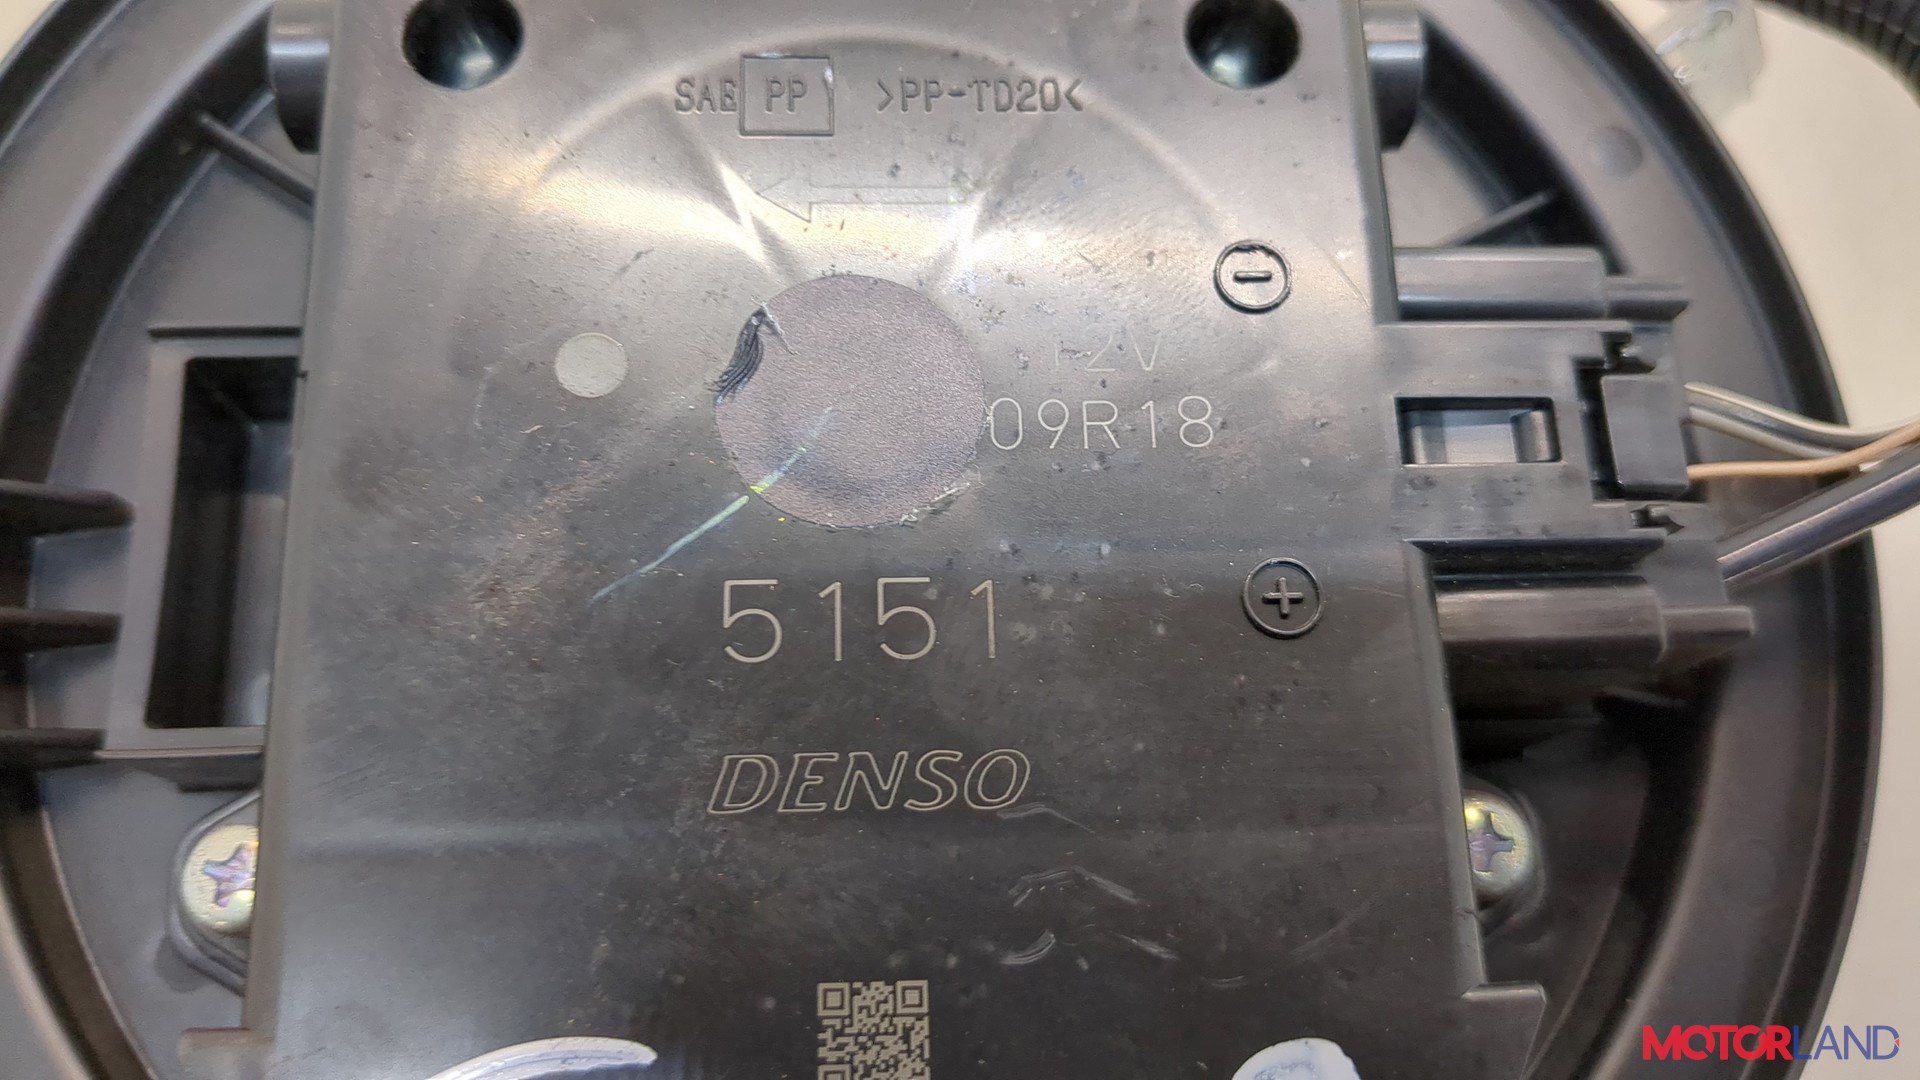 SAE PP >PP-TD20<
12V
09R18
5151
DENSO
MOTORLAND